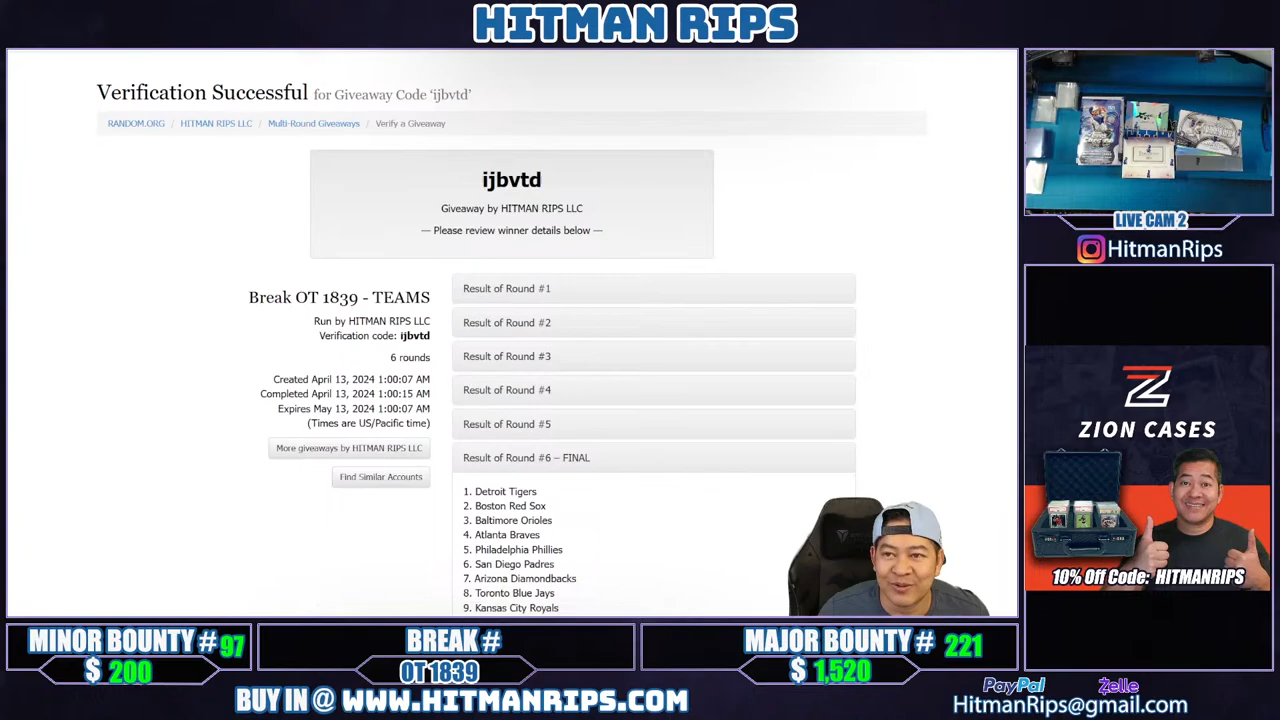 HITMAN RIPS
Verification Successful for Giveaway Code 'ijbvtd'
RANDOM.ORG / HITMAN RIPS LLC / Multi-Round Giveaways / Verify a Giveaway
ijbvtd
Giveaway by HITMAN RIPS LLC
— Please review winner details below —
Break OT 1839 - TEAMS
Run by HITMAN RIPS LLC
Verification code: ijbvtd
6 rounds
Created April 13, 2024 1:00:07 AM
Completed April 13, 2024 1:00:15 AM
Expires May 13, 2024 1:00:07 AM
(Times are US/Pacific time)
More giveaways by HITMAN RIPS LLC
Find Similar Accounts
Result of Round #1
Result of Round #2
Result of Round #3
Result of Round #4
Result of Round #5
Result of Round #6 – FINAL
1. Detroit Tigers
2. Boston Red Sox
3. Baltimore Orioles
4. Atlanta Braves
5. Philadelphia Phillies
6. San Diego Padres
7. Arizona Diamondbacks
8. Toronto Blue Jays
9. Kansas City Royals
LIVE CAM 2
HitmanRips
ZION CASES
10% Off Code: HITMANRIPS
MINOR BOUNTY # 97
$ 200
BREAK #
OT 1839
MAJOR BOUNTY # 221
$ 1,520
BUY IN @ WWW.HITMANRIPS.COM
PayPal Zelle
HitmanRips@gmail.com